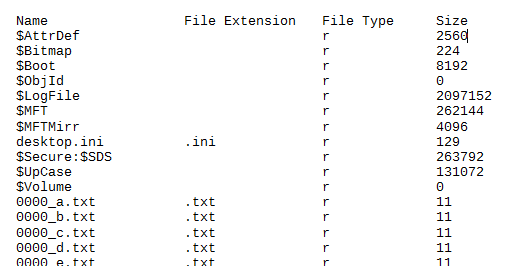 Name File Extension File Type Size
$AttrDef r 2560
$Bitmap r 224
$Boot r 8192
$ObjId r 0
$LogFile r 2097152
$MFT r 262144
$MFTMirr r 4096
desktop.ini .ini r 129
$Secure:$SDS r 263792
$UpCase r 131072
$Volume r 0
0000_a.txt .txt r 11
0000_b.txt .txt r 11
0000_c.txt .txt r 11
0000_d.txt .txt r 11
0000_e.txt .txt r 11